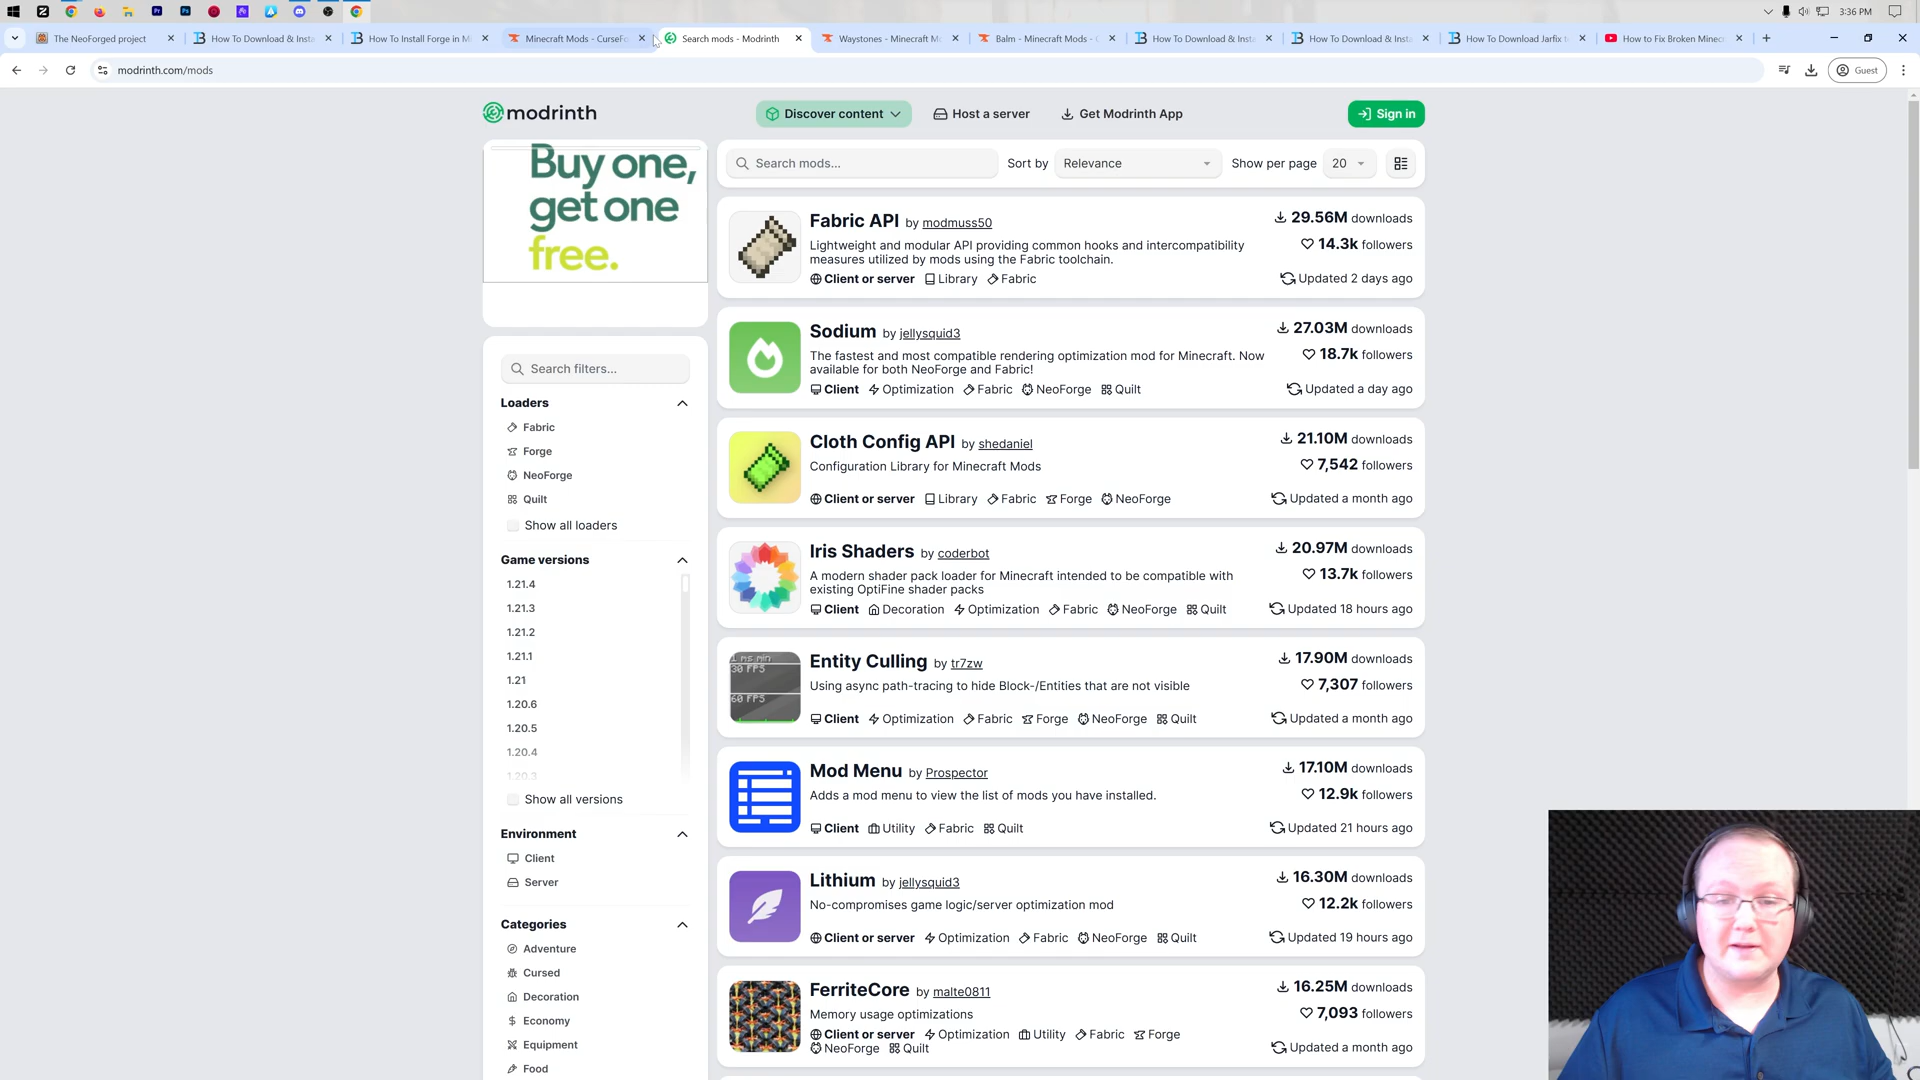 3:36 PM
The NeoForged project
How To Download & Insta
How To Install Forge in M
Minecraft Mods - CurseFo
Search mods - Modrinth
Waystones - Minecraft M
Balm - Minecraft Mods - C
How To Download & Insta
How To Download & Insta
How To Download Jarfix t
How to Fix Broken Minec
modrinth.com/mods
Guest
modrinth
Discover content
Host a server
Get Modrinth App
Sign in
Buy one,
get one
free.
Search mods...
Sort by
Relevance
Show per page
20
Fabric API by modmuss50
29.56M downloads
Lightweight and modular API providing common hooks and intercompatibility
measures utilized by mods using the Fabric toolchain.
14.3k followers
Client or server Library Fabric
Updated 2 days ago
Sodium by jellysquid3
27.03M downloads
The fastest and most compatible rendering optimization mod for Minecraft. Now
available for both NeoForge and Fabric!
18.7k followers
Client Optimization Fabric NeoForge Quilt
Updated a day ago
Cloth Config API by shedaniel
21.10M downloads
Configuration Library for Minecraft Mods
7,542 followers
Client or server Library Fabric Forge NeoForge
Updated a month ago
Iris Shaders by coderbot
20.97M downloads
A modern shader pack loader for Minecraft intended to be compatible with
existing OptiFine shader packs
13.7k followers
Client Decoration Optimization Fabric NeoForge Quilt
Updated 18 hours ago
1 ms min
30 FPS
60 FPS
Entity Culling by tr7zw
17.90M downloads
Using async path-tracing to hide Block-/Entities that are not visible
7,307 followers
Client Optimization Fabric Forge NeoForge Quilt
Updated a month ago
Mod Menu by Prospector
17.10M downloads
Adds a mod menu to view the list of mods you have installed.
12.9k followers
Client Utility Fabric Quilt
Updated 21 hours ago
Lithium by jellysquid3
16.30M downloads
No-compromises game logic/server optimization mod
12.2k followers
Client or server Optimization Fabric NeoForge Quilt
Updated 19 hours ago
FerriteCore by malte0811
16.25M downloads
Memory usage optimizations
7,093 followers
Client or server Optimization Utility Fabric Forge
NeoForge Quilt
Updated a month ago
Search filters...
Loaders
Fabric
Forge
NeoForge
Quilt
Show all loaders
Game versions
1.21.4
1.21.3
1.21.2
1.21.1
1.21
1.20.6
1.20.5
1.20.4
1.20.3
Show all versions
Environment
Client
Server
Categories
Adventure
Cursed
Decoration
Economy
Equipment
Food